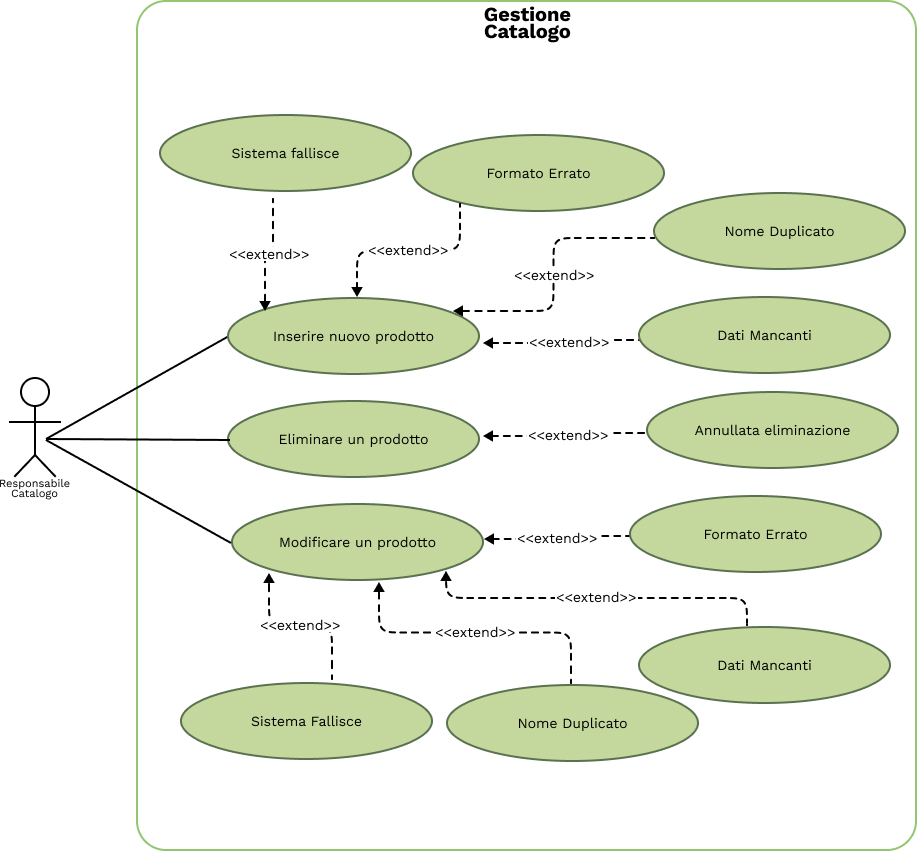 Gestione
Catalogo
Sistema fallisce
Formato Errato
Nome Duplicato
<<extend>>
<<extend>>
<<extend>>
Inserire nuovo prodotto
<<extend>>
Dati Mancanti
Responsabile
Catalogo
Eliminare un prodotto
<<extend>>
Annullata eliminazione
Modificare un prodotto
<<extend>>
Formato Errato
<<extend>>
<<extend>>
<<extend>>
Dati Mancanti
Sistema Fallisce
Nome Duplicato